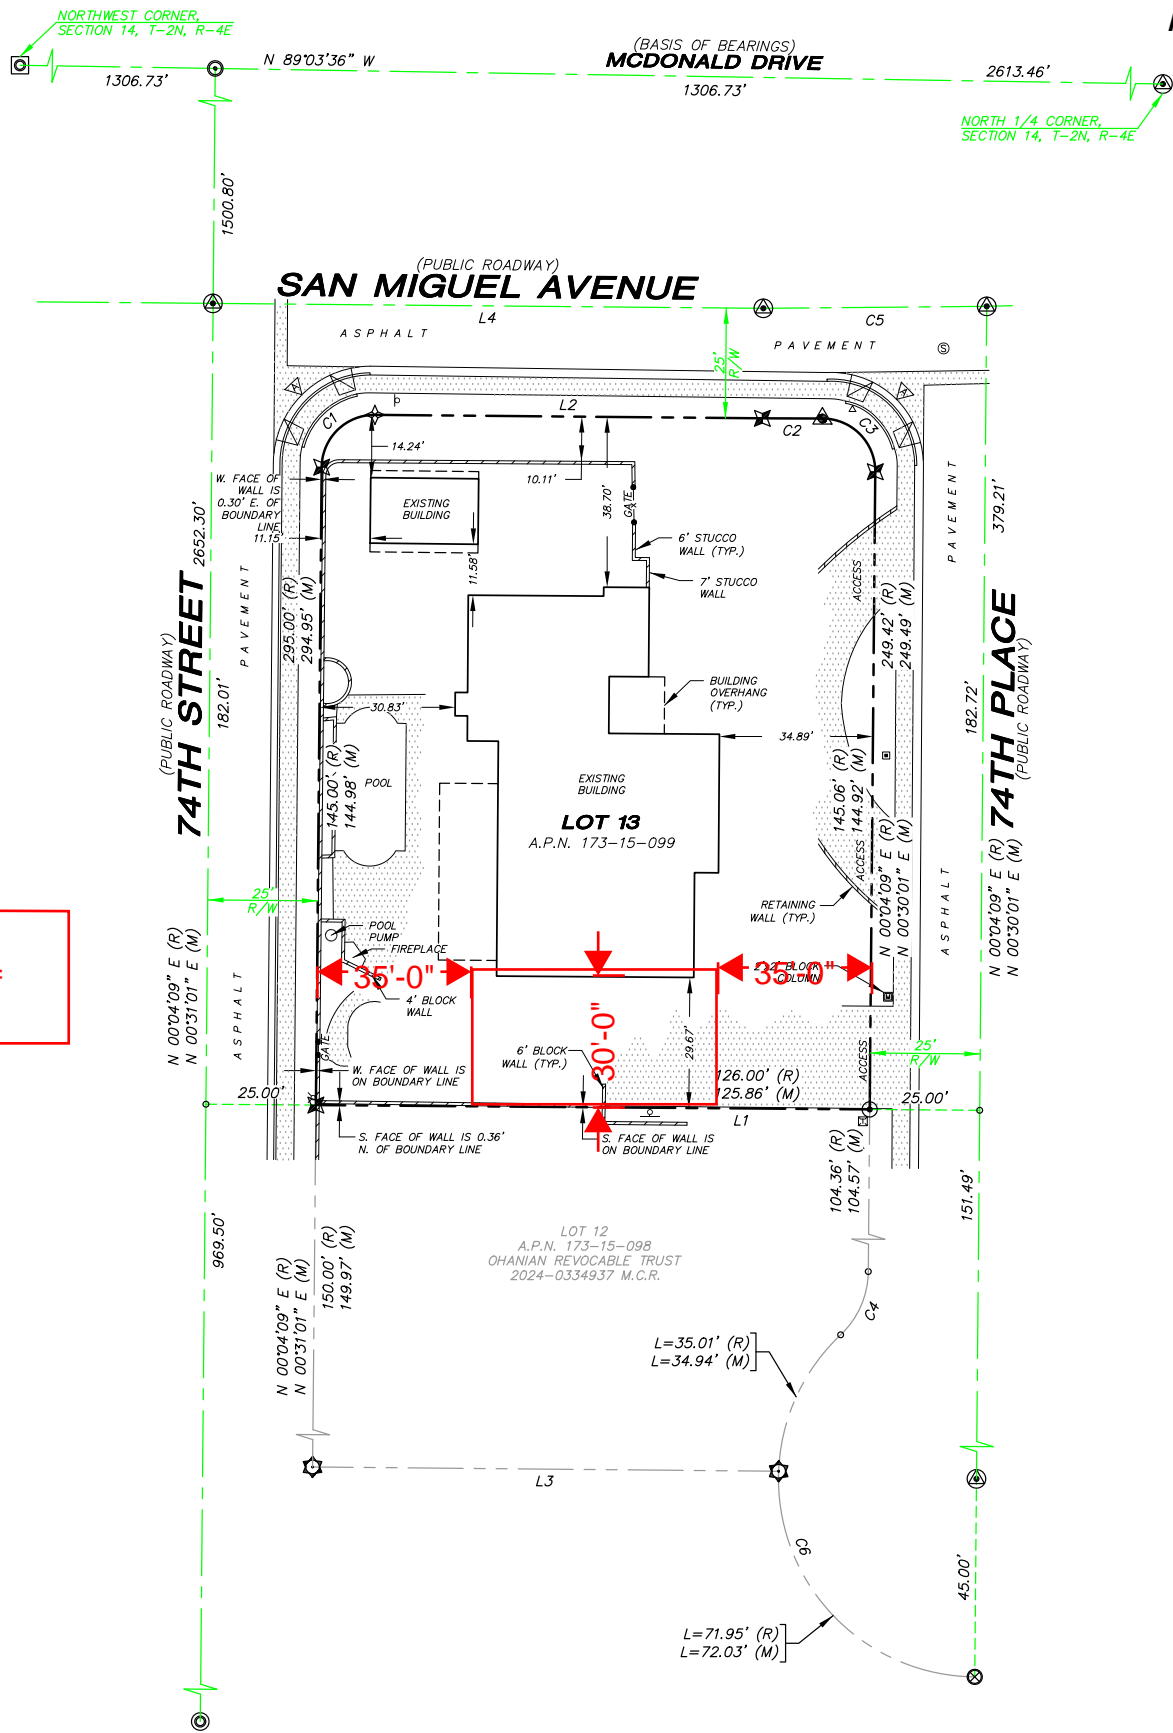 NORTHWEST CORNER,
SECTION 14, T-2N, R-4E
N 89°03'36" W
(BASIS OF BEARINGS)
MCDONALD DRIVE
1306.73'
1306.73'
2613.46'
NORTH 1/4 CORNER,
SECTION 14, T-2N, R-4E
1500.80'
(PUBLIC ROADWAY)
SAN MIGUEL AVENUE
L4
C5
ASPHALT
PAVEMENT
S
25'
R/W
A
A
P
L2
C1
C2
C3
14.24'
10.11'
38.70'
GATE
W. FACE OF
WALL IS
0.30' E. OF
BOUNDARY
LINE
11.15'
EXISTING
BUILDING
11.58'
6' STUCCO
WALL (TYP.)
7' STUCCO
WALL
ACCESS
PAVEMENT
379.21'
2652.30'
PAVEMENT
295.00' (R)
294.95' (M)
249.42' (R)
249.49' (M)
74TH STREET
(PUBLIC ROADWAY)
182.01'
74TH PLACE
(PUBLIC ROADWAY)
182.72'
30.83'
BUILDING
OVERHANG
(TYP.)
34.89'
145.00' (R)
144.98' (M)
POOL
EXISTING
BUILDING
LOT 13
A.P.N. 173-15-099
145.06' (R)
144.92' (M)
ACCESS
N 00°04'09" E (R)
N 00°30'01" E (M)
N 00°04'09" E (R)
N 00°30'01" E (M)
ASPHALT
25'
R/W
RETAINING
WALL (TYP.)
POOL
PUMP
FIREPLACE
N 00°04'09" E (R)
N 00°31'01" E (M)
ASPHALT
35'-0"
35'-0"
2'x2' BLOCK
COLUMN
4' BLOCK
WALL
30'-0"
29.67'
GATE
6' BLOCK
WALL (TYP.)
W. FACE OF WALL IS
ON BOUNDARY LINE
126.00' (R)
125.86' (M)
ACCESS
25'
R/W
25.00'
25.00'
L1
S. FACE OF WALL IS 0.36'
N. OF BOUNDARY LINE
S. FACE OF WALL IS
ON BOUNDARY LINE
104.36' (R)
104.57' (M)
151.49'
969.50'
LOT 12
A.P.N. 173-15-098
OHANIAN REVOCABLE TRUST
2024-0334937 M.C.R.
N 00°04'09" E (R)
N 00°31'01" E (M)
150.00' (R)
149.97' (M)
C4
L=35.01' (R)
L=34.94' (M)
L3
C6
45.00'
L=71.95' (R)
L=72.03' (M)